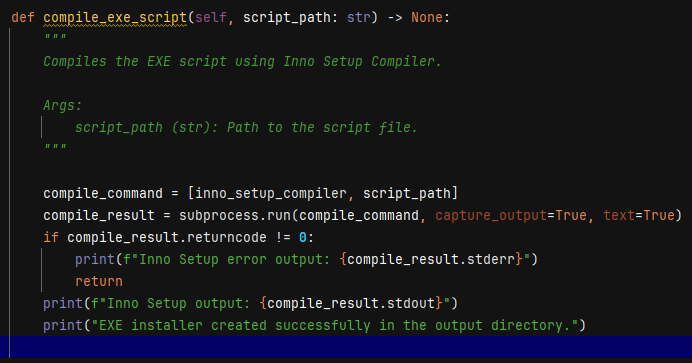 def compile_exe_script(self, script_path: str) -> None:
    """
    Compiles the EXE script using Inno Setup Compiler.
    Args:
        script_path (str): Path to the script file.
    """
    compile_command = [inno_setup_compiler, script_path]
    compile_result = subprocess.run(compile_command, capture_output=True, text=True)
    if compile_result.returncode != 0:
        print(f"Inno Setup error output: {compile_result.stderr}")
        return
    print(f"Inno Setup output: {compile_result.stdout}")
    print("EXE installer created successfully in the output directory.")